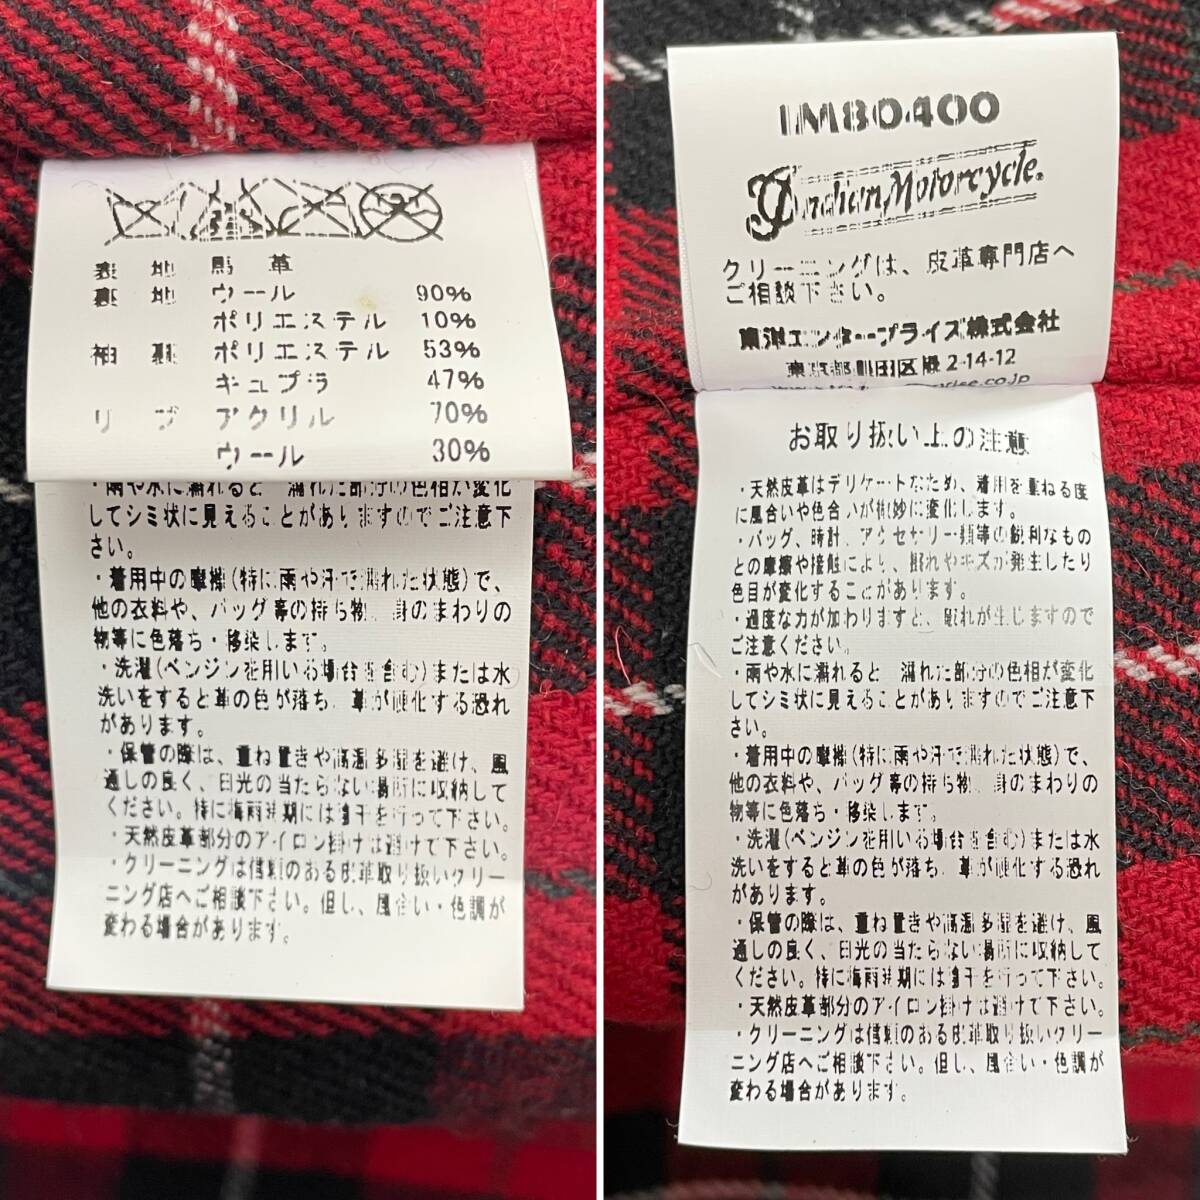 表地 馬革
裏地 ウール 90%
ポリエステル 10%
袖裏 ポリエステル 53%
キュプラ 47%
リブ アクリル 70%
ウール 30%
・雨や水に濡れると 濡れた部分の色相が変化
してシミ状に見えることがありますのでご注意下
さい。
・着用中の摩擦(特に雨や汗で濡れた状態)で、
他の衣料や、バッグ等の持ち物、身のまわりの
物等に色落ち・移染します。
・洗濯(ベンジンを用いる場合を含む)または水
洗いをすると革の色が落ち、革が硬化する恐れ
があります。
・保管の際は、重ね置きや高温多湿を避け、風
通しの良く、日光の当たらない場所に収納して
ください。特に梅雨時期には陰干を行って下さい。
・天然皮革部分のアイロン掛けは避けて下さい。
・クリーニングは信頼のある皮革取り扱いクリー
ニング店へご相談下さい。但し、風合い・色調が
変わる場合があります。
IM80400
Indian Motorcycle
クリーニングは、皮革専門店へ
ご相談下さい。
東洋エンタープライズ株式会社
東京都墨田区 2-14-12
rise.co.jp
お取り扱い上の注意
・天然皮革はデリケートなため、着用を重ねる度
に風合いや色合いが微妙に変化します。
・バッグ、時計、アクセサリー類等の鋭利なもの
との摩擦や接触により、擦れやキズが発生したり
色目が変化することがあります。
・過度な力が加わりますと、破れが生じますので
ご注意ください。
・雨や水に濡れると 濡れた部分の色相が変化
してシミ状に見えることがありますのでご注意下
さい。
・着用中の摩擦(特に雨や汗で濡れた状態)で、
他の衣料や、バッグ等の持ち物、身のまわりの
物等に色落ち・移染します。
・洗濯(ベンジンを用いる場合を含む)または水
洗いをすると革の色が落ち、革が硬化する恐れ
があります。
・保管の際は、重ね置きや高温多湿を避け、風
通しの良く、日光の当たらない場所に収納して
ください。特に梅雨時期には陰干を行って下さい。
・天然皮革部分のアイロン掛けは避けて下さい。
・クリーニングは信頼のある皮革取り扱いクリー
ニング店へご相談下さい。但し、風合い・色調が
変わる場合があります。